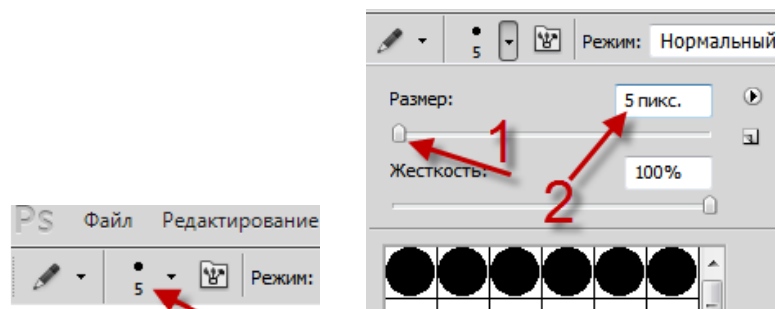 5 Режим: Нормальный
Размер: 5 пикс.
1
Жесткость: 100%
2
Ps Файл Редактирование
5 Режим: